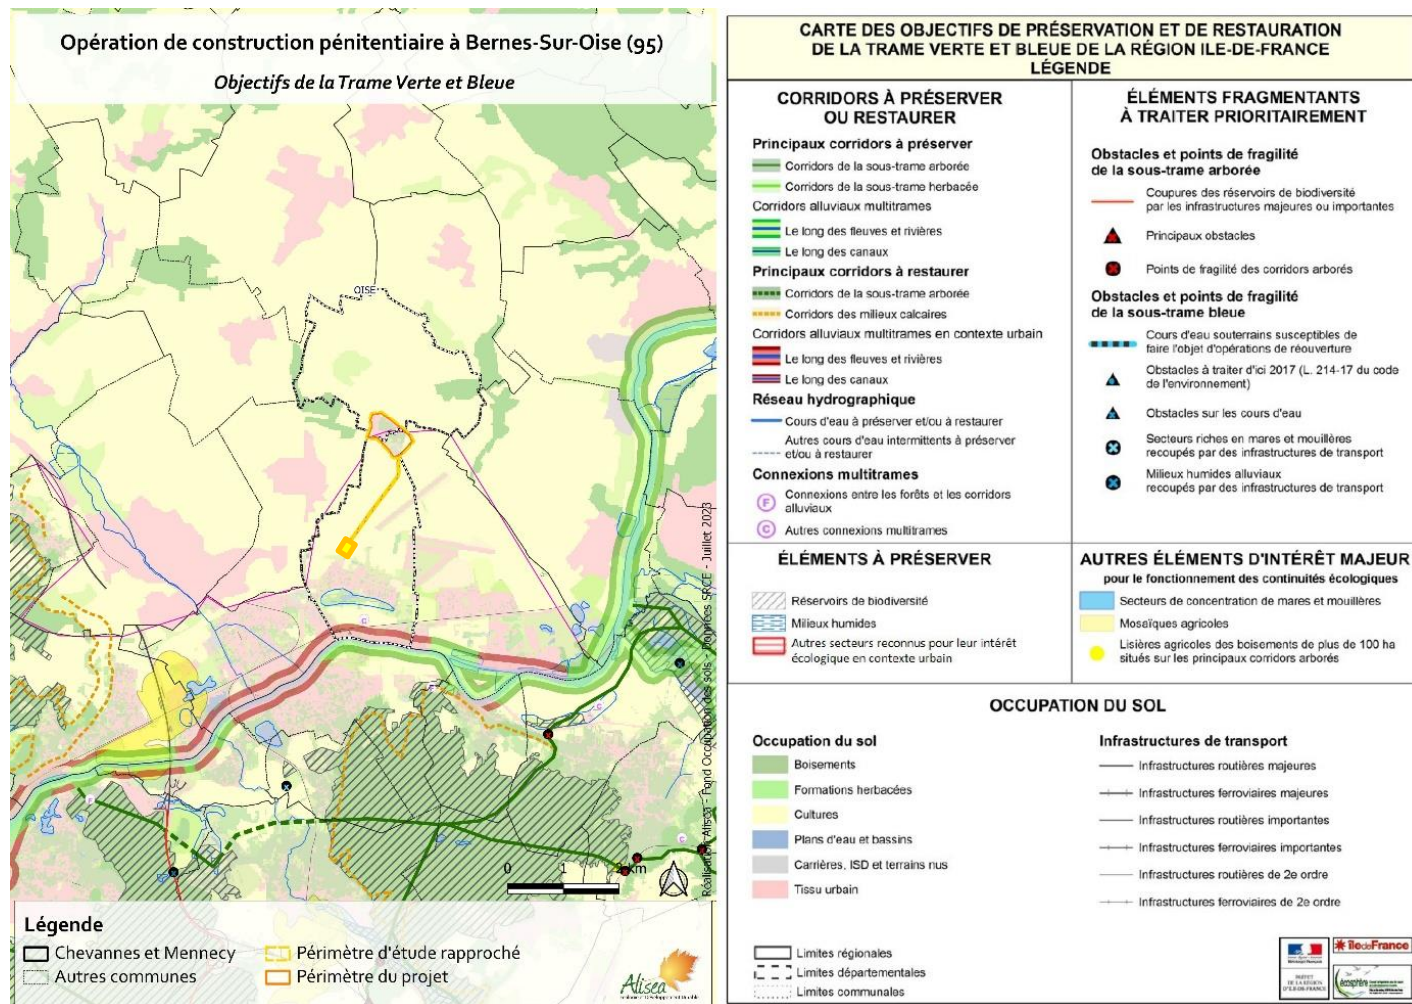 Opération de construction pénitentiaire à Bernes-Sur-Oise (95)
Objectifs de la Trame Verte et Bleue
OISE
Réalisation Alisea - Fond Occupation des sols - Données SRCE - Juillet 2023
0 1 2 km
Légende
Chevannes et Mennecy
Autres communes
Périmètre d'étude rapproché
Périmètre du projet
Alisea
CARTE DES OBJECTIFS DE PRÉSERVATION ET DE RESTAURATION
DE LA TRAME VERTE ET BLEUE DE LA RÉGION ILE-DE-FRANCE
LÉGENDE
CORRIDORS À PRÉSERVER
OU RESTAURER
Principaux corridors à préserver
Corridors de la sous-trame arborée
Corridors de la sous-trame herbacée
Corridors alluviaux multitrames
Le long des fleuves et rivières
Le long des canaux
Principaux corridors à restaurer
Corridors de la sous-trame arborée
Corridors des milieux calcaires
Corridors alluviaux multitrames en contexte urbain
Le long des fleuves et rivières
Le long des canaux
Réseau hydrographique
Cours d'eau à préserver et/ou à restaurer
Autres cours d'eau intermittents à préserver
et/ou à restaurer
Connexions multitrames
F
Connexions entre les forêts et les corridors
alluviaux
C
Autres connexions multitrames
ÉLÉMENTS FRAGMENTANTS
À TRAITER PRIORITAIREMENT
Obstacles et points de fragilité
de la sous-trame arborée
Coupures des réservoirs de biodiversité
par les infrastructures majeures ou importantes
Principaux obstacles
Points de fragilité des corridors arborés
Obstacles et points de fragilité
de la sous-trame bleue
Cours d'eau souterrains susceptibles de
faire l'objet d'opérations de réouverture
Obstacles à traiter d'ici 2017 (L. 214-17 du code
de l'environnement)
Obstacles sur les cours d'eau
Secteurs riches en mares et mouillères
recoupés par des infrastructures de transport
Milieux humides alluviaux
recoupés par des infrastructures de transport
ÉLÉMENTS À PRÉSERVER
Réservoirs de biodiversité
Milieux humides
Autres secteurs reconnus pour leur intérêt
écologique en contexte urbain
AUTRES ÉLÉMENTS D'INTÉRÊT MAJEUR
pour le fonctionnement des continuités écologiques
Secteurs de concentration de mares et mouillères
Mosaïques agricoles
Lisières agricoles des boisements de plus de 100 ha
situés sur les principaux corridors arborés
OCCUPATION DU SOL
Occupation du sol
Boisements
Formations herbacées
Cultures
Plans d'eau et bassins
Carrières, ISD et terrains nus
Tissu urbain
Infrastructures de transport
Infrastructures routières majeures
Infrastructures ferroviaires majeures
Infrastructures routières importantes
Infrastructures ferroviaires importantes
Infrastructures routières de 2e ordre
Infrastructures ferroviaires de 2e ordre
Limites régionales
Limites départementales
Limites communales
PRÉFET
D'ILE-DE-FRANCE
îledeFrance
écosphère